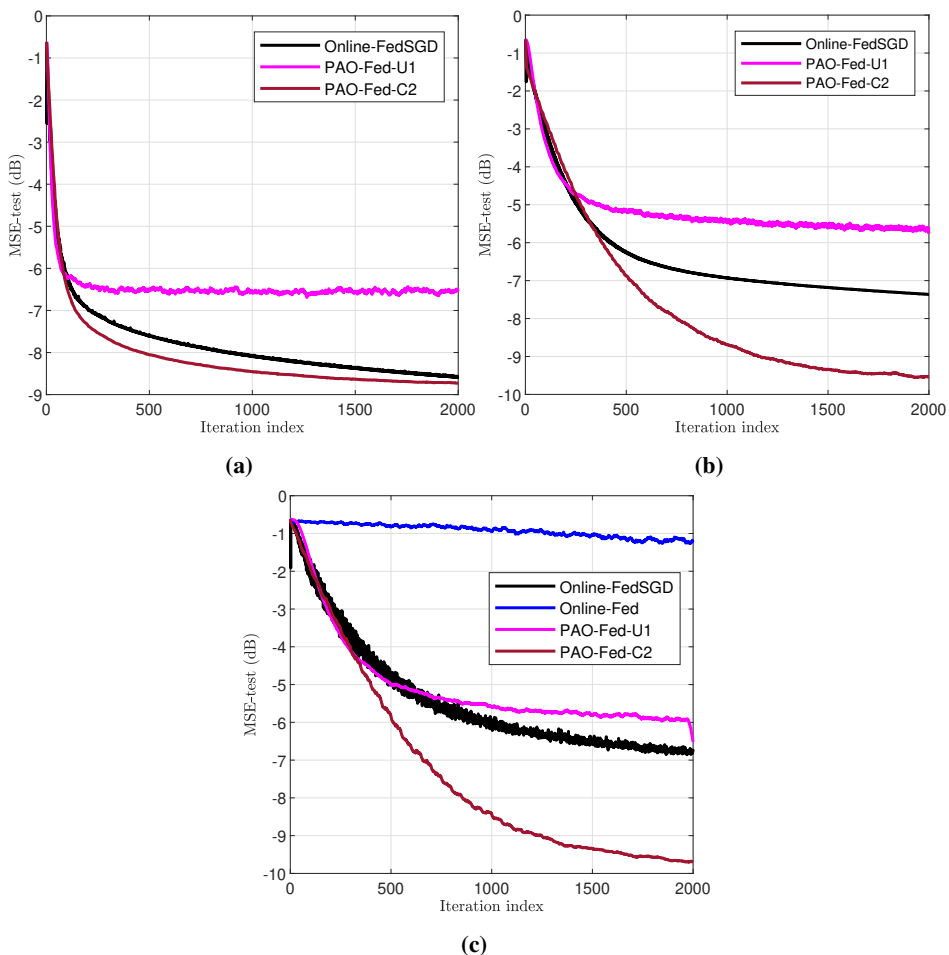 0
-1
-2
-3
-4
-5
-6
-7
-8
-9
MSE-test (dB)
Online-FedSGD
PAO-Fed-U1
PAO-Fed-C2
0 500 1000 1500 2000
Iteration index
(a)
0
-1
-2
-3
-4
-5
-6
-7
-8
-9
-10
MSE-test (dB)
Online-FedSGD
PAO-Fed-U1
PAO-Fed-C2
0 500 1000 1500 2000
Iteration index
(b)
0
-1
-2
-3
-4
-5
-6
-7
-8
-9
-10
MSE-test (dB)
Online-FedSGD
Online-Fed
PAO-Fed-U1
PAO-Fed-C2
0 500 1000 1500 2000
Iteration index
(c)